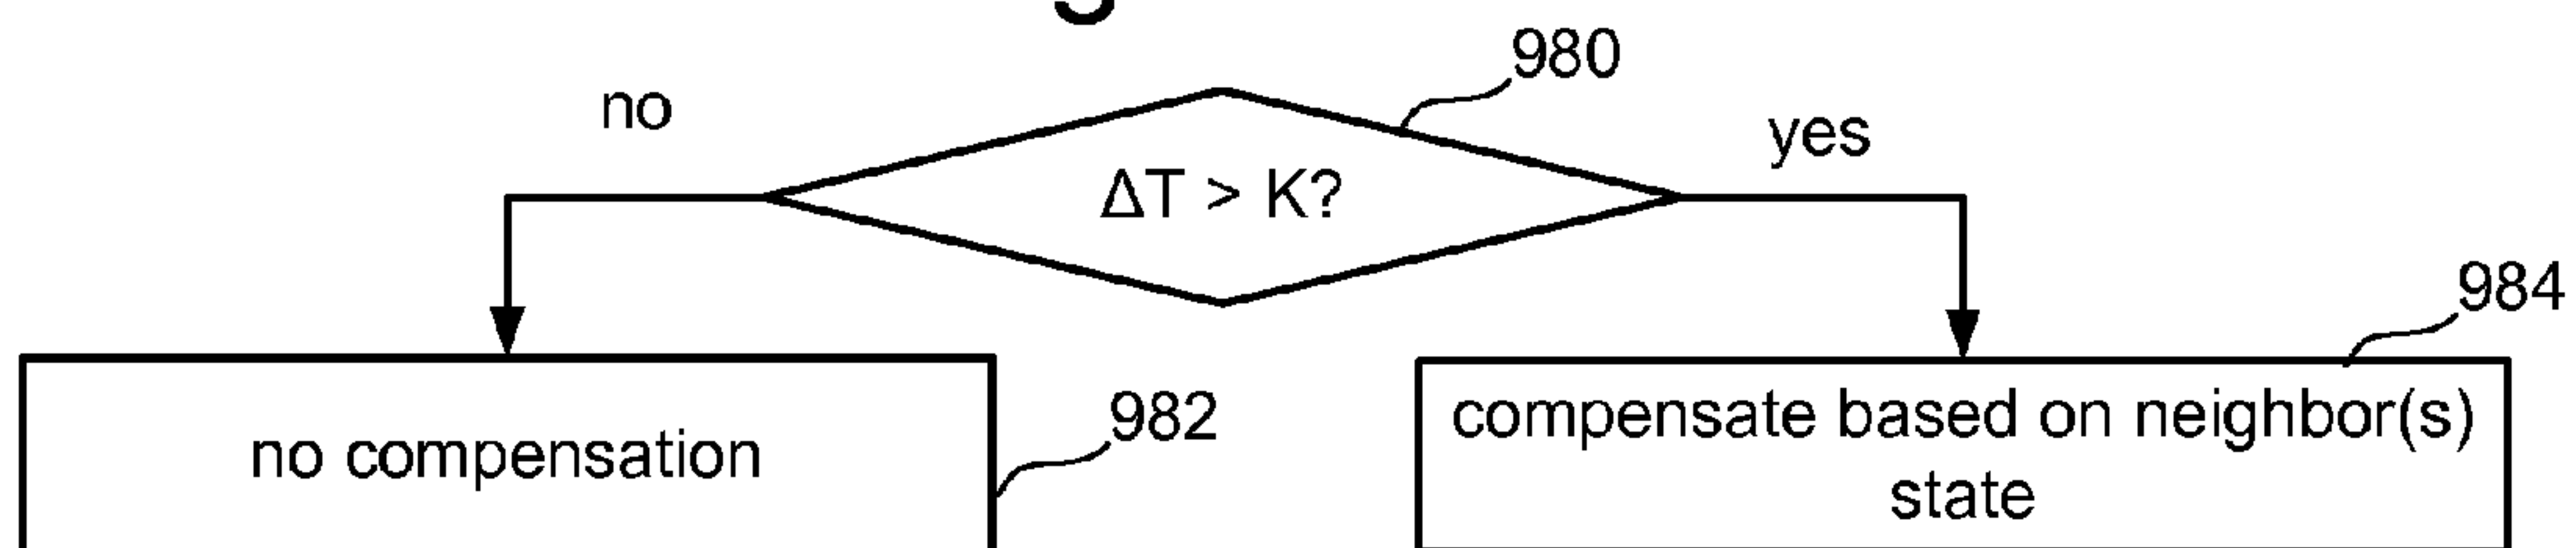 980
no
yes
ΔT > K?
984
982
compensate based on neighbor(s)
state
no compensation